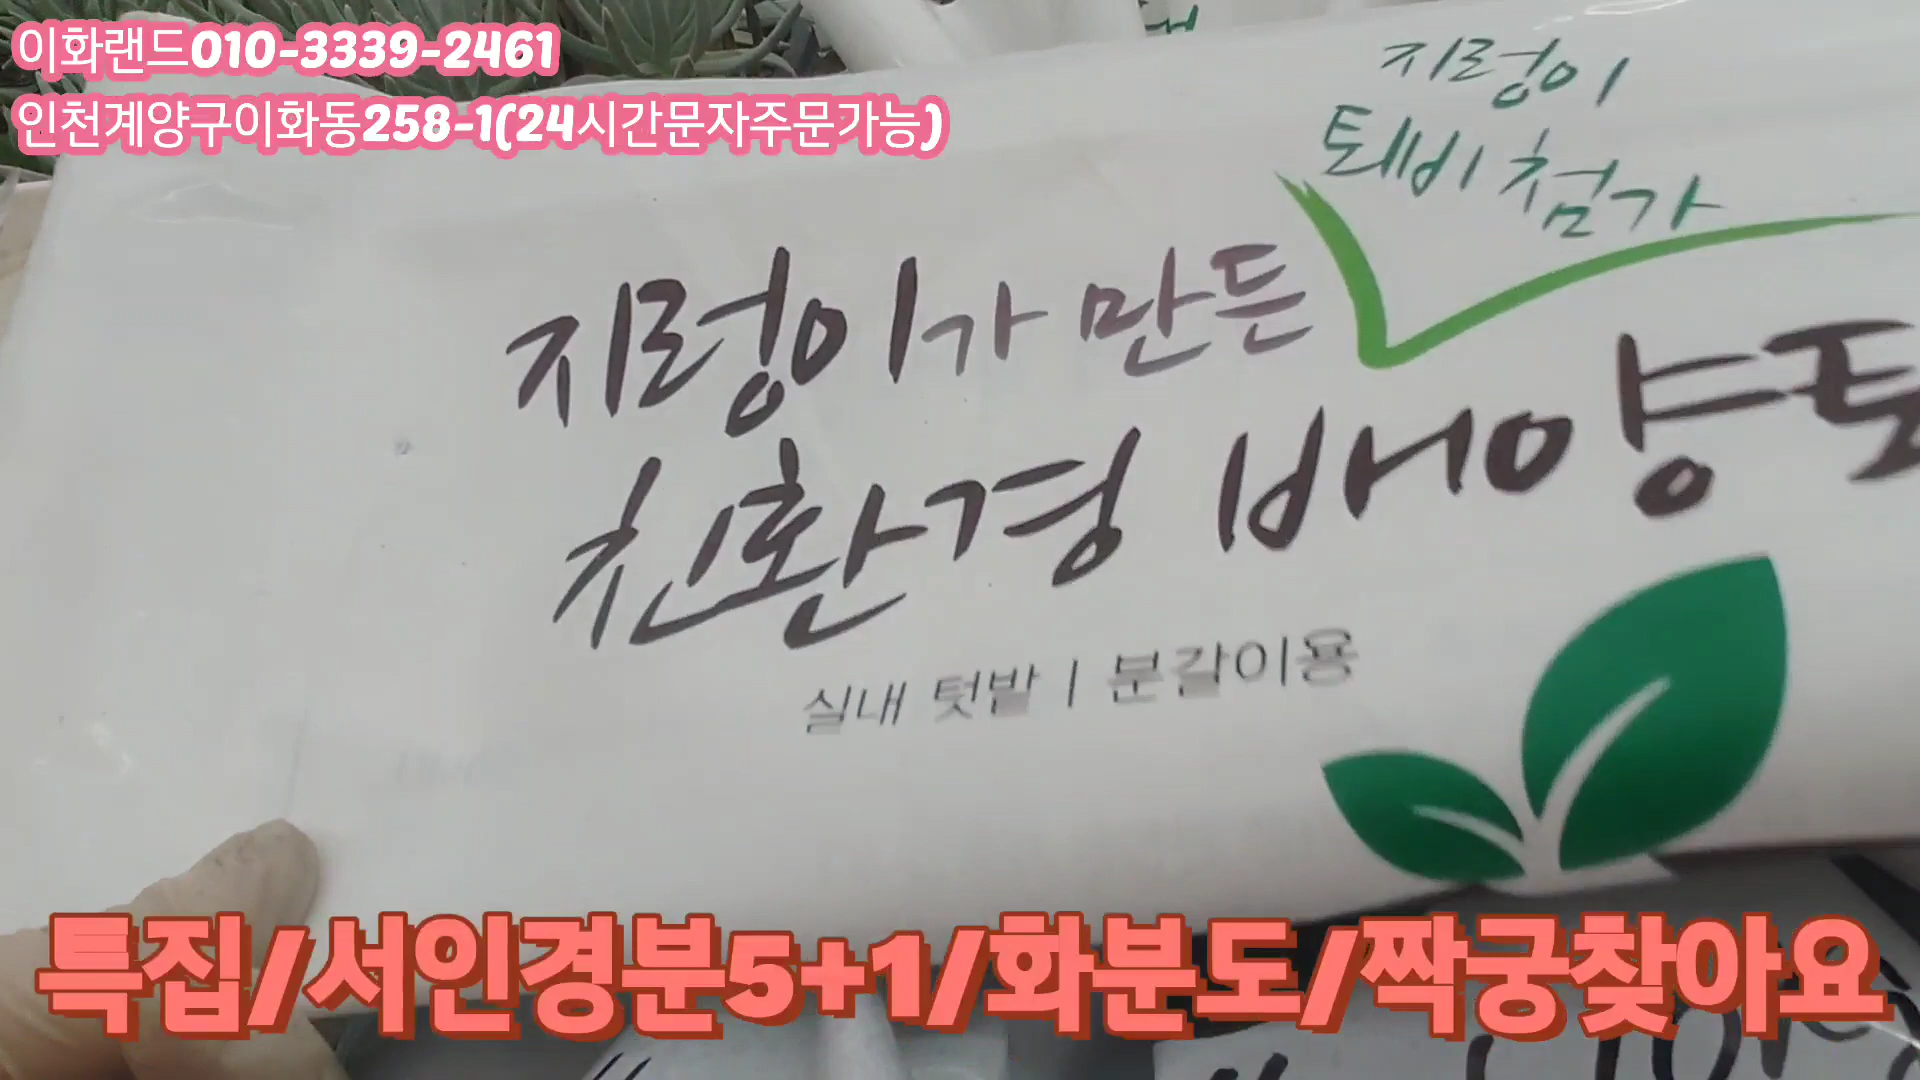 이화랜드010-3339-2461
인천계양구이화동258-1(24시간문자주문가능)
지렁이
퇴비 첨가
지렁이가 만든
친환경 배양토
실내 텃밭 | 분갈이용
특집/서인경분5+1/화분도/짝궁찾아요